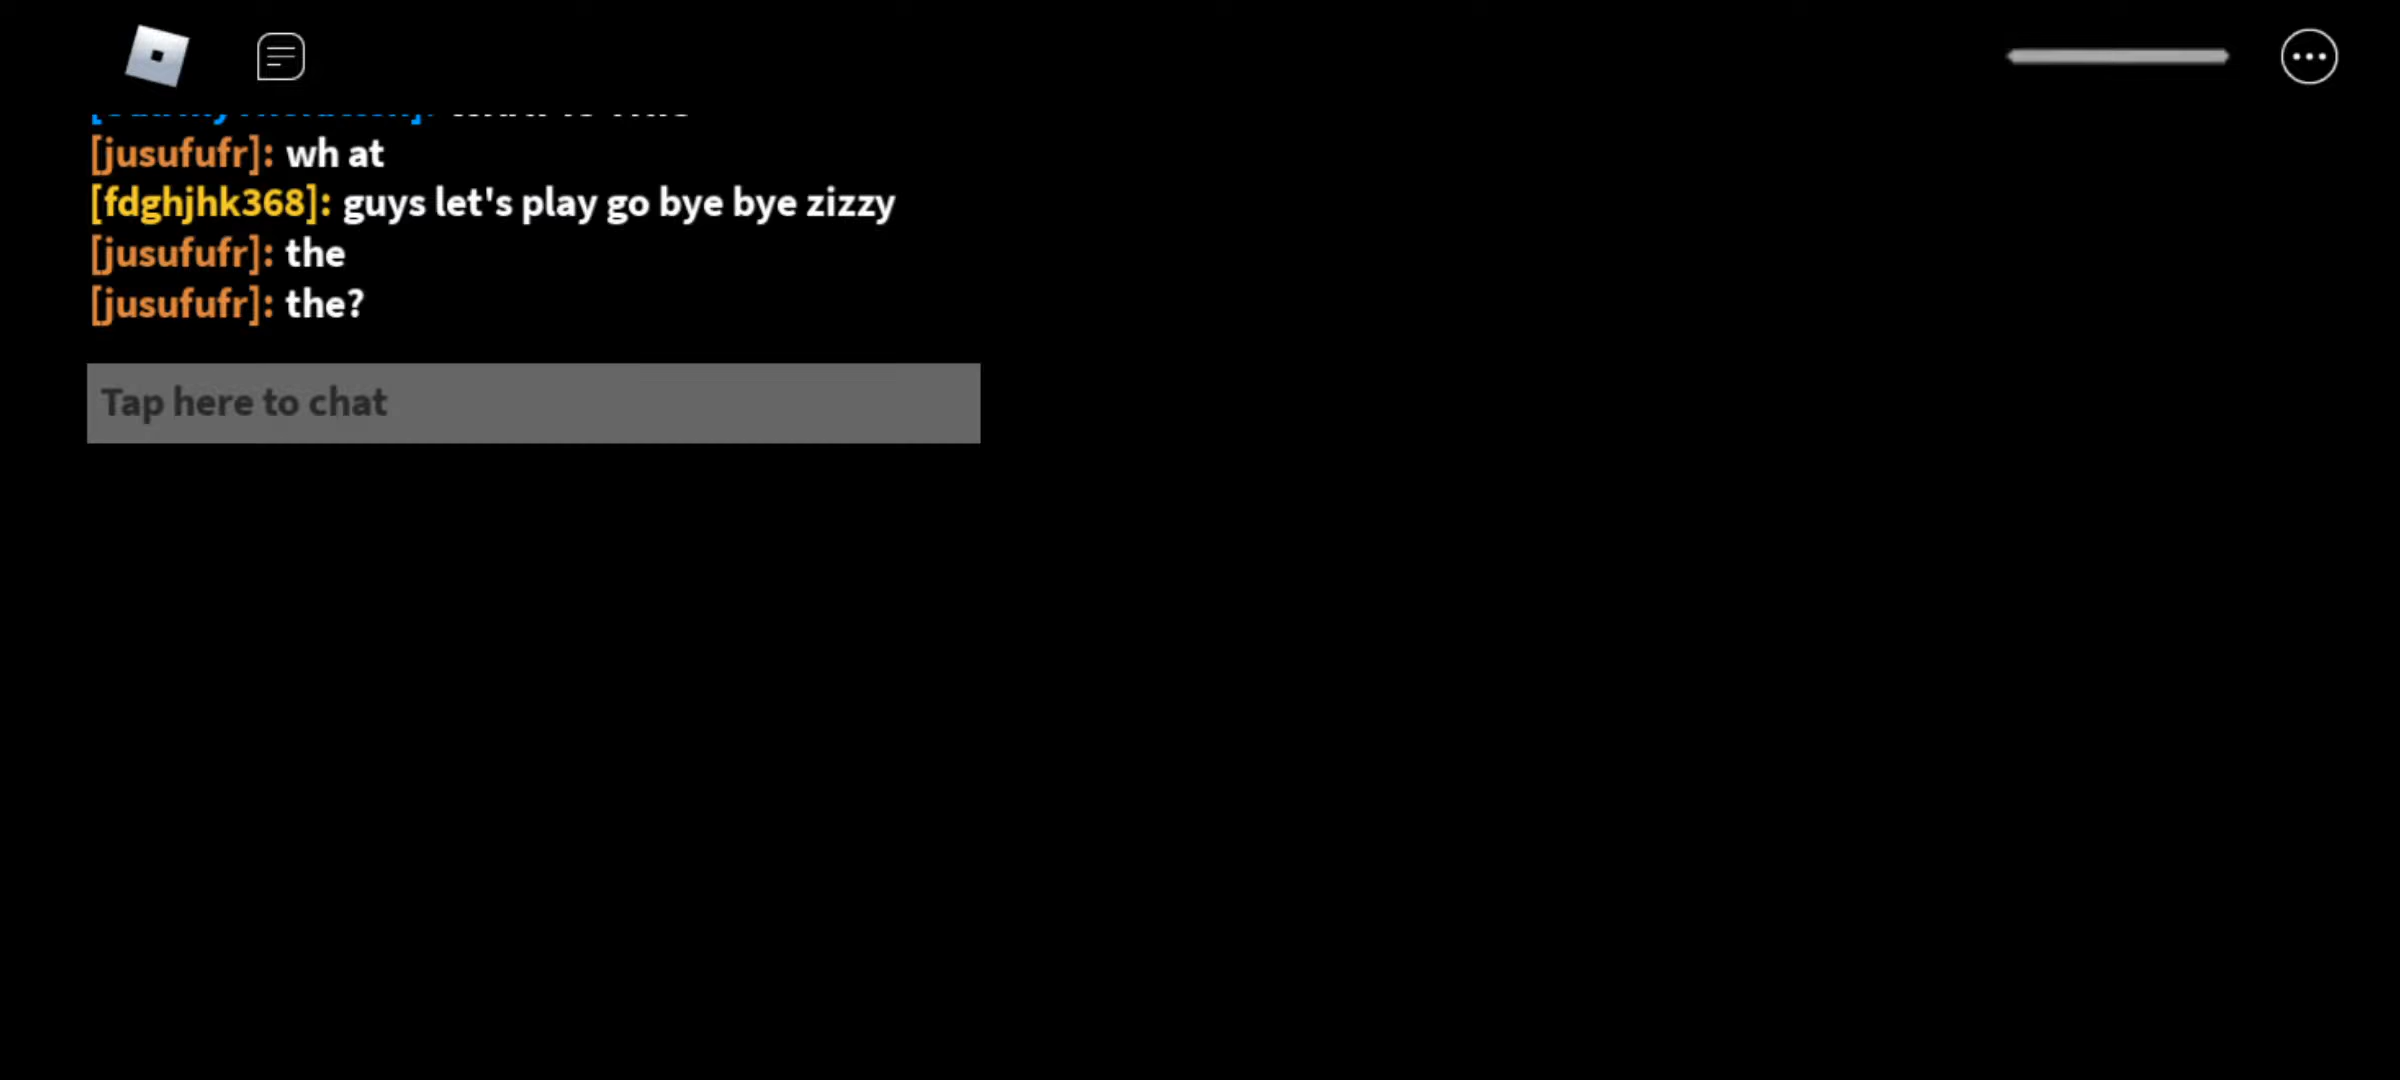 [jusufufr]: wh at
[fdghjhk368]: guys let's play go bye bye zizzy
[jusufufr]: the
[jusufufr]: the?
Tap here to chat